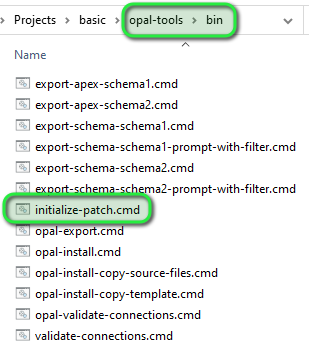 Projects > basic > opal-tools > bin
Name
export-apex-schema1.cmd
export-apex-schema2.cmd
export-schema-schema1.cmd
export-schema-schema1-prompt-with-filter.cmd
export-schema-schema2.cmd
export-schema-schema2-prompt-with-filter.cmd
initialize-patch.cmd
opal-export.cmd
opal-install.cmd
opal-install-copy-source-files.cmd
opal-install-copy-template.cmd
opal-validate-connections.cmd
validate-connections.cmd